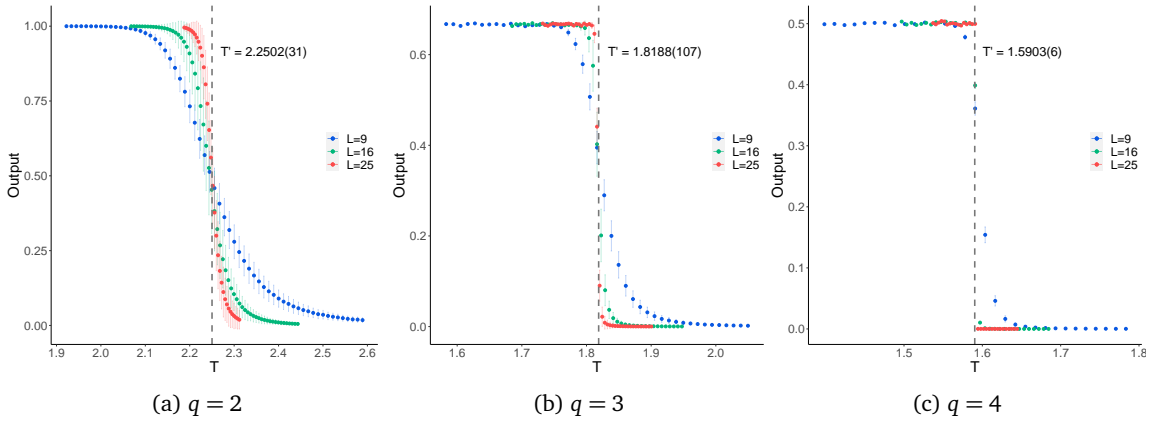 Output
1.00
0.75
0.50
0.25
0.00
T' = 2.2502(31)
L=9
L=16
L=25
1.9 2.0 2.1 2.2 2.3 2.4 2.5 2.6
T
(a) q = 2
Output
0.6
0.4
0.2
0.0
T' = 1.8188(107)
L=9
L=16
L=25
1.6 1.7 1.8 1.9 2.0
T
(b) q = 3
Output
0.5
0.4
0.3
0.2
0.1
0.0
T' = 1.5903(6)
L=9
L=16
L=25
1.5 1.6 1.7 1.8
T
(c) q = 4